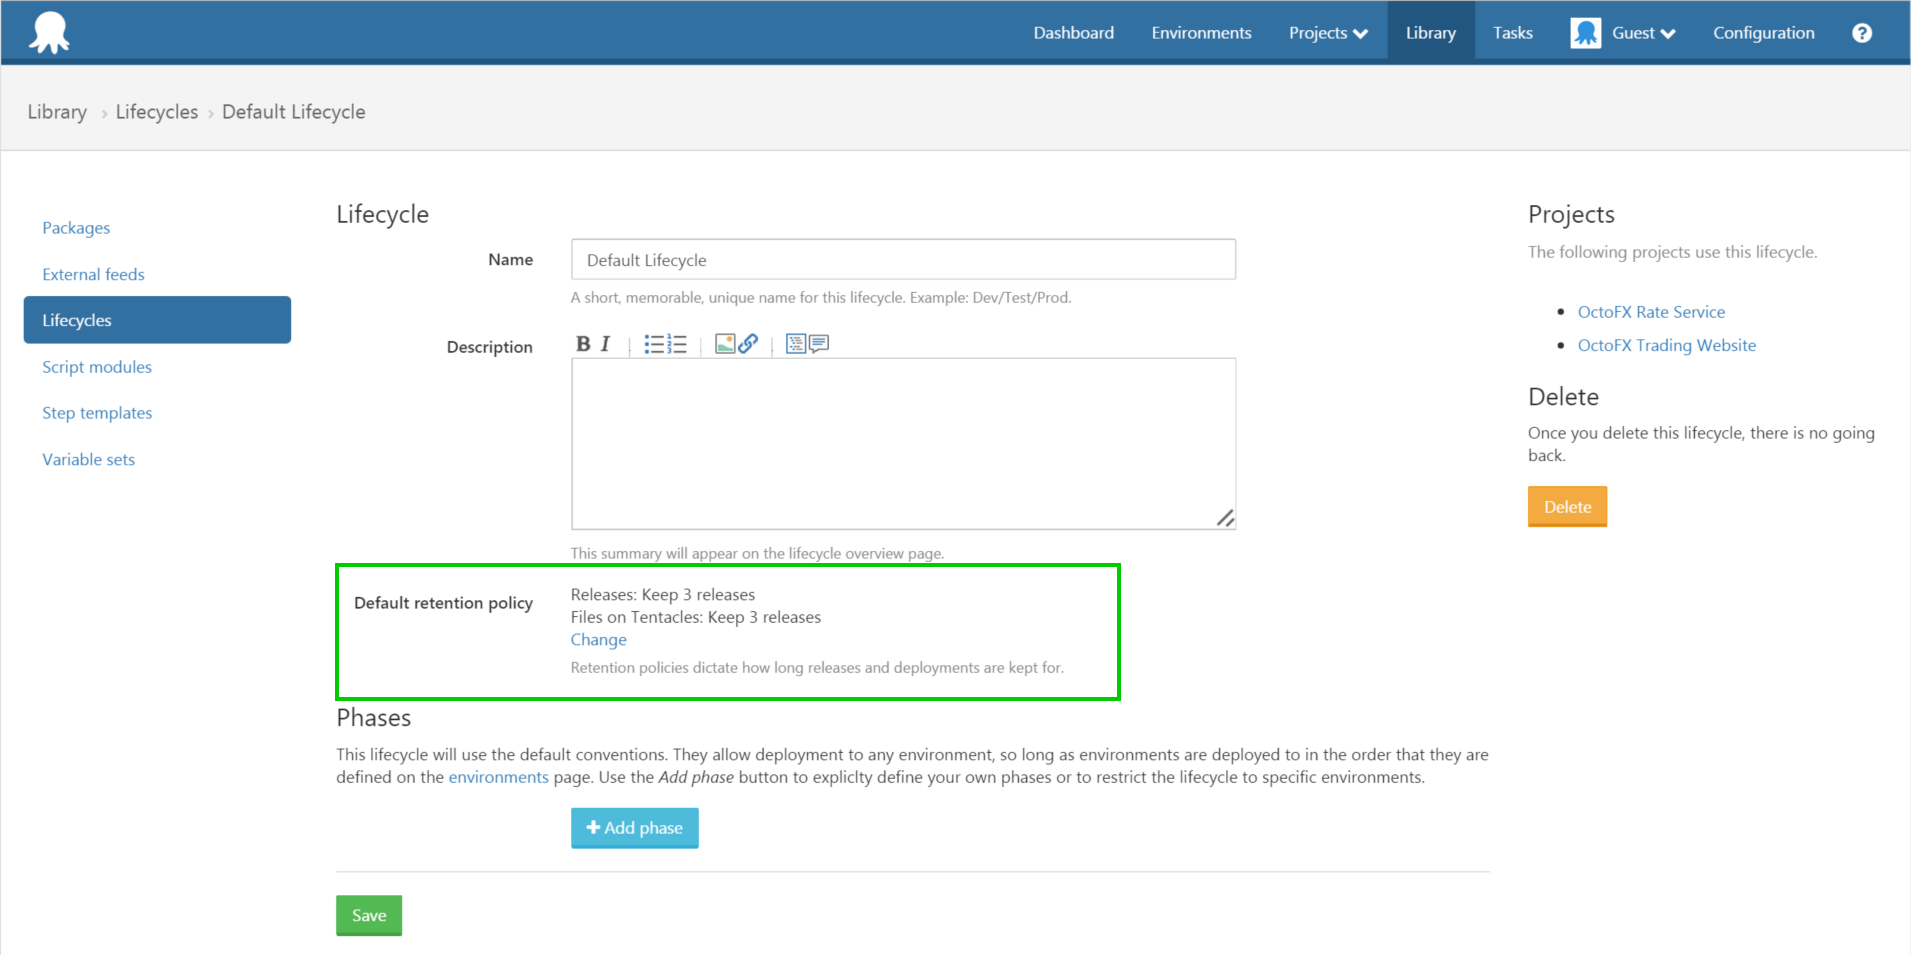 Dashboard Environments Projects Library Tasks Guest Configuration ?
Library › Lifecycles › Default Lifecycle
Packages
External feeds
Lifecycles
Script modules
Step templates
Variable sets
Lifecycle
Name
Default Lifecycle
A short, memorable, unique name for this lifecycle. Example: Dev/Test/Prod.
Description
B I
This summary will appear on the lifecycle overview page.
Default retention policy
Releases: Keep 3 releases
Files on Tentacles: Keep 3 releases
Change
Retention policies dictate how long releases and deployments are kept for.
Phases
This lifecycle will use the default conventions. They allow deployment to any environment, so long as environments are deployed to in the order that they are
defined on the environments page. Use the Add phase button to expliclty define your own phases or to restrict the lifecycle to specific environments.
+ Add phase
Save
Projects
The following projects use this lifecycle.
• OctoFX Rate Service
• OctoFX Trading Website
Delete
Once you delete this lifecycle, there is no going
back.
Delete